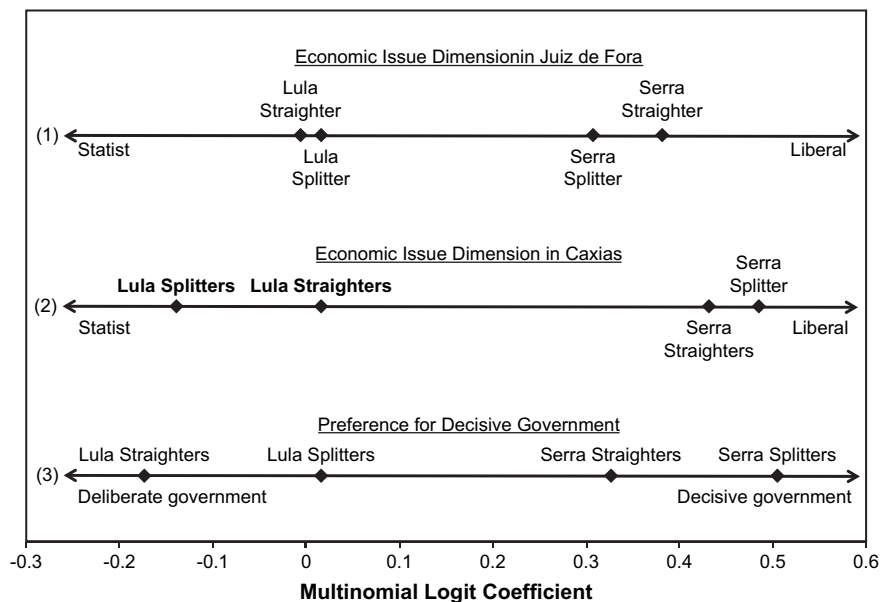 Economic Issue Dimensionin Juiz de Fora
Lula
Straighter
Serra
Straighter
(1)
Statist
Lula
Splitter
Serra
Splitter
Liberal
Economic Issue Dimension in Caxias
Lula Splitters
Lula Straighters
Serra
Splitter
(2)
Statist
Serra
Straighters
Liberal
Preference for Decisive Government
Lula Straighters
Lula Splitters
Serra Straighters
Serra Splitters
(3)
Deliberate government
Decisive government
-0.3 -0.2 -0.1 0 0.1 0.2 0.3 0.4 0.5 0.6
Multinomial Logit Coefficient